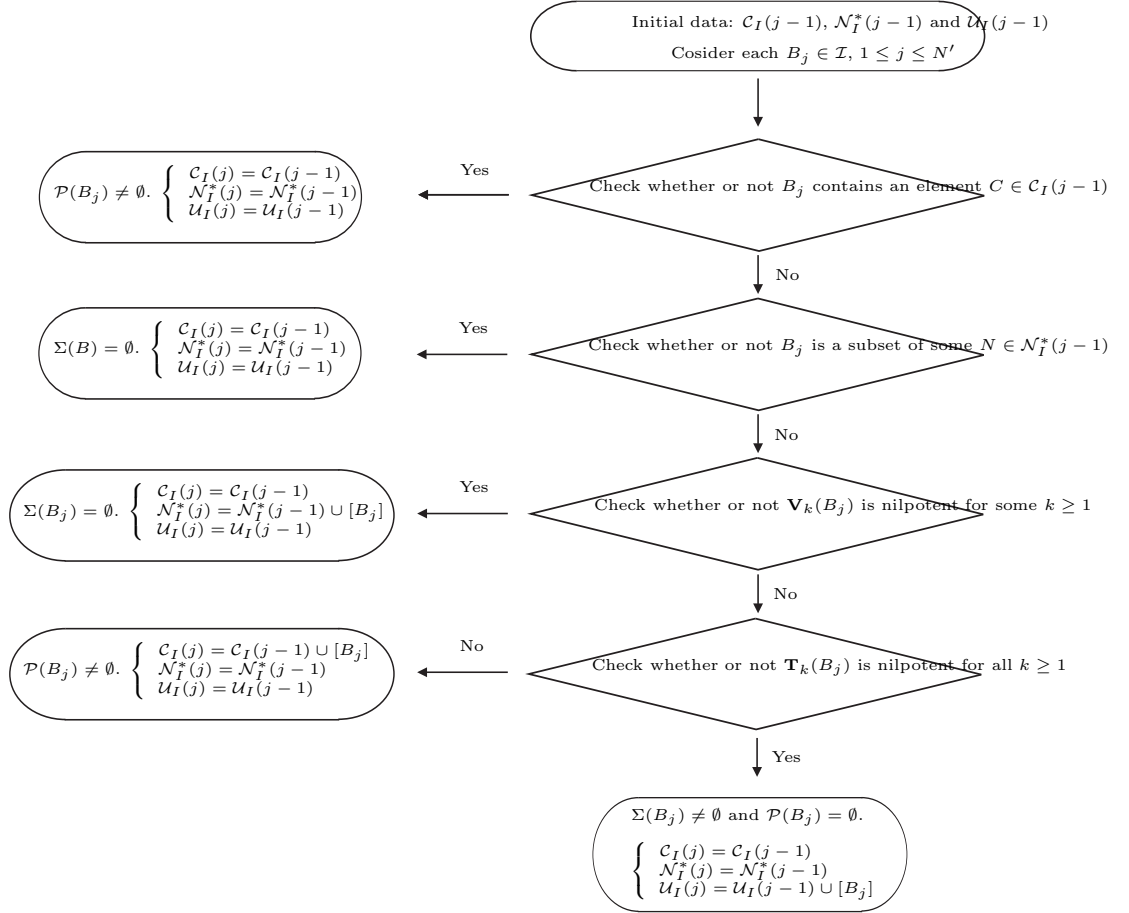 Initial data: 𝒞_I(j − 1), 𝒩*_I(j − 1) and 𝒰_I(j − 1)
Cosider each B_j ∈ ℐ, 1 ≤ j ≤ N′
Check whether or not B_j contains an element C ∈ 𝒞_I(j − 1)
Yes
𝒫(B_j) ≠ ∅. {
𝒞_I(j) = 𝒞_I(j − 1)
𝒩*_I(j) = 𝒩*_I(j − 1)
𝒰_I(j) = 𝒰_I(j − 1)
No
Check whether or not B_j is a subset of some N ∈ 𝒩*_I(j − 1)
Yes
Σ(B) = ∅. {
𝒞_I(j) = 𝒞_I(j − 1)
𝒩*_I(j) = 𝒩*_I(j − 1)
𝒰_I(j) = 𝒰_I(j − 1)
No
Check whether or not 𝐕_k(B_j) is nilpotent for some k ≥ 1
Yes
Σ(B_j) = ∅. {
𝒞_I(j) = 𝒞_I(j − 1)
𝒩*_I(j) = 𝒩*_I(j − 1) ∪ [B_j]
𝒰_I(j) = 𝒰_I(j − 1)
No
Check whether or not 𝐓_k(B_j) is nilpotent for all k ≥ 1
No
𝒫(B_j) ≠ ∅. {
𝒞_I(j) = 𝒞_I(j − 1) ∪ [B_j]
𝒩*_I(j) = 𝒩*_I(j − 1)
𝒰_I(j) = 𝒰_I(j − 1)
Yes
Σ(B_j) ≠ ∅ and 𝒫(B_j) = ∅.
{
𝒞_I(j) = 𝒞_I(j − 1)
𝒩*_I(j) = 𝒩*_I(j − 1)
𝒰_I(j) = 𝒰_I(j − 1) ∪ [B_j]